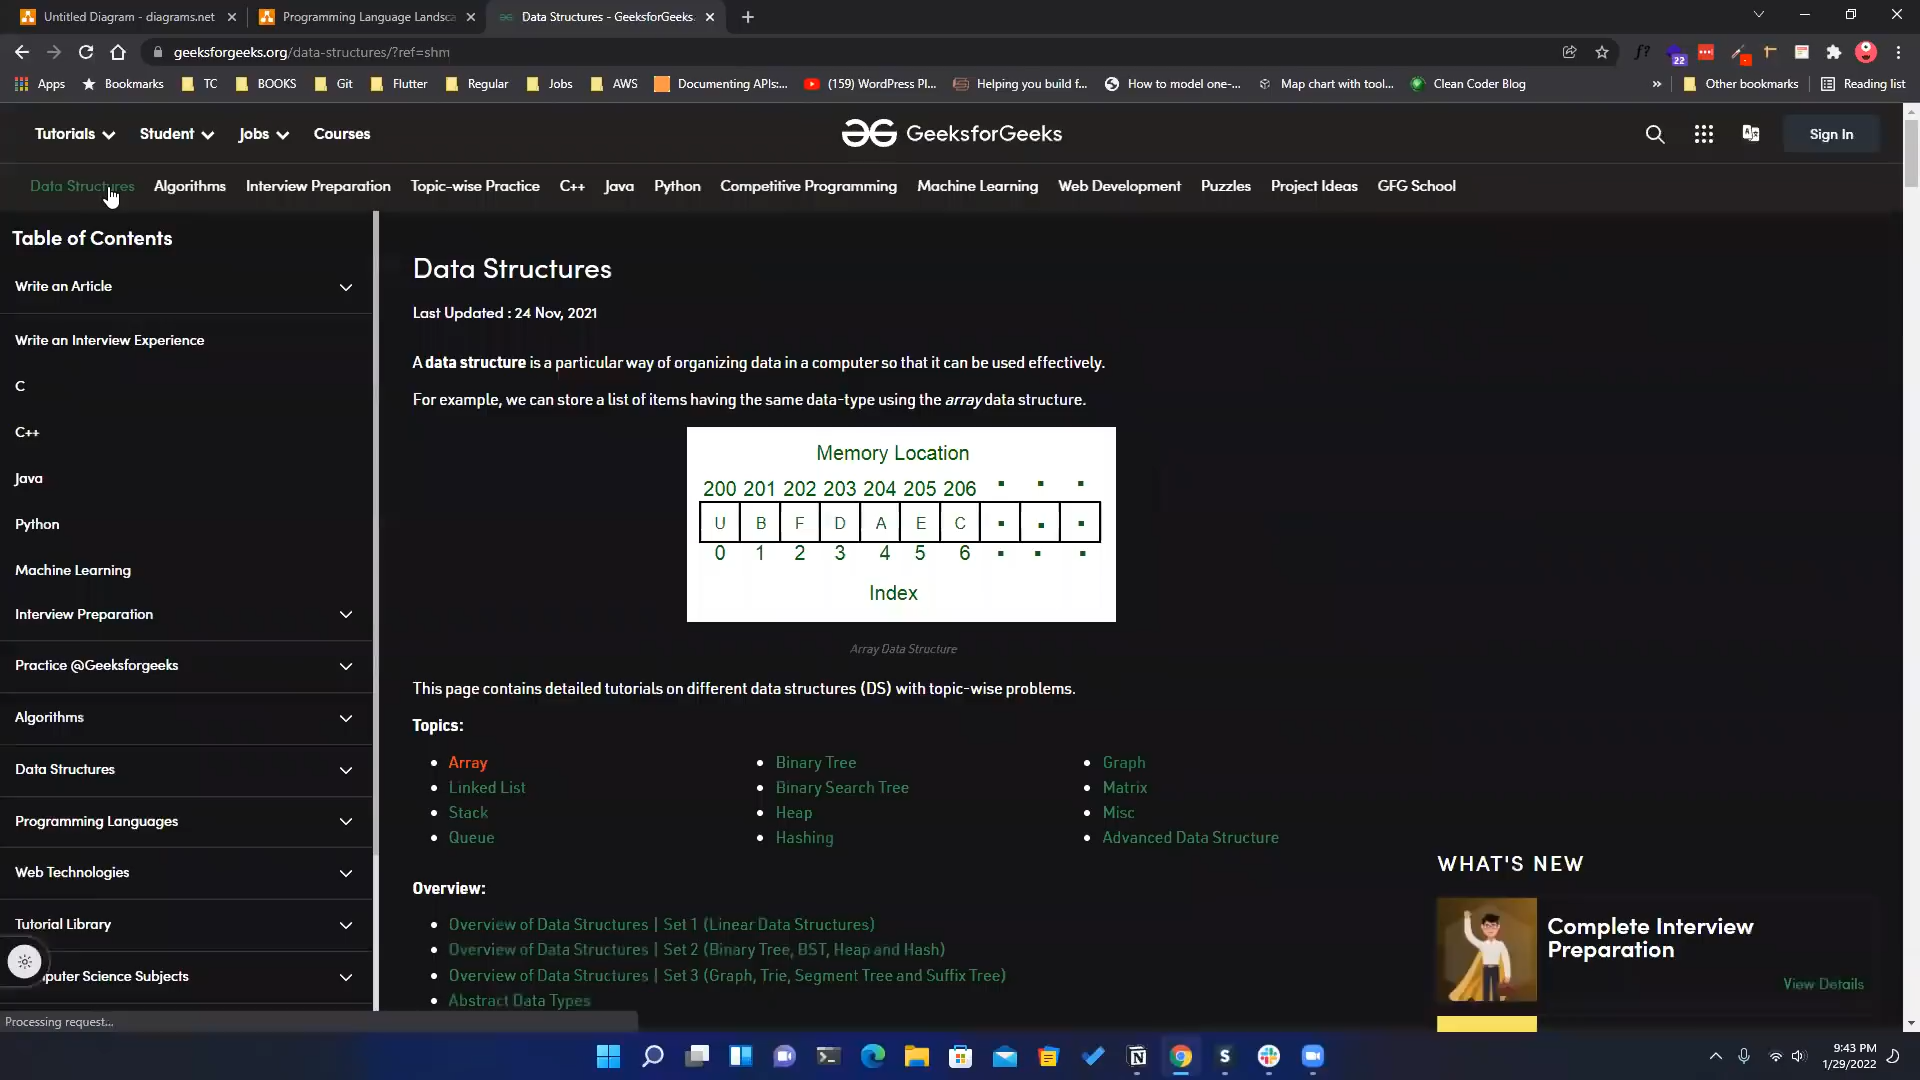 Untitled Diagram - diagrams.net
Programming Language Landsca
Data Structures - GeeksforGeeks
geeksforgeeks.org/data-structures/?ref=shm
22
Apps
Bookmarks
TC
BOOKS
Git
Flutter
Regular
Jobs
AWS
Documenting APIs:...
(159) WordPress Pl...
Helping you build f...
How to model one-...
Map chart with tool...
Clean Coder Blog
»
Other bookmarks
Reading list
Tutorials
Student
Jobs
Courses
GeeksforGeeks
Sign In
Data Structures
Algorithms
Interview Preparation
Topic-wise Practice
C++
Java
Python
Competitive Programming
Machine Learning
Web Development
Puzzles
Project Ideas
GFG School
Table of Contents
Write an Article
Write an Interview Experience
C
C++
Java
Python
Machine Learning
Interview Preparation
Practice @Geeksforgeeks
Algorithms
Data Structures
Programming Languages
Web Technologies
Tutorial Library
puter Science Subjects
Processing request...
Data Structures
Last Updated : 24 Nov, 2021
A data structure is a particular way of organizing data in a computer so that it can be used effectively.
For example, we can store a list of items having the same data-type using the array data structure.
Memory Location
200 201 202 203 204 205 206
U B F D A E C
0 1 2 3 4 5 6
Index
Array Data Structure
This page contains detailed tutorials on different data structures (DS) with topic-wise problems.
Topics:
Array
Linked List
Stack
Queue
Binary Tree
Binary Search Tree
Heap
Hashing
Graph
Matrix
Misc
Advanced Data Structure
Overview:
Overview of Data Structures | Set 1 (Linear Data Structures)
Overview of Data Structures | Set 2 (Binary Tree, BST, Heap and Hash)
Overview of Data Structures | Set 3 (Graph, Trie, Segment Tree and Suffix Tree)
Abstract Data Types
WHAT'S NEW
Complete Interview
Preparation
View Details
9:43 PM
1/29/2022